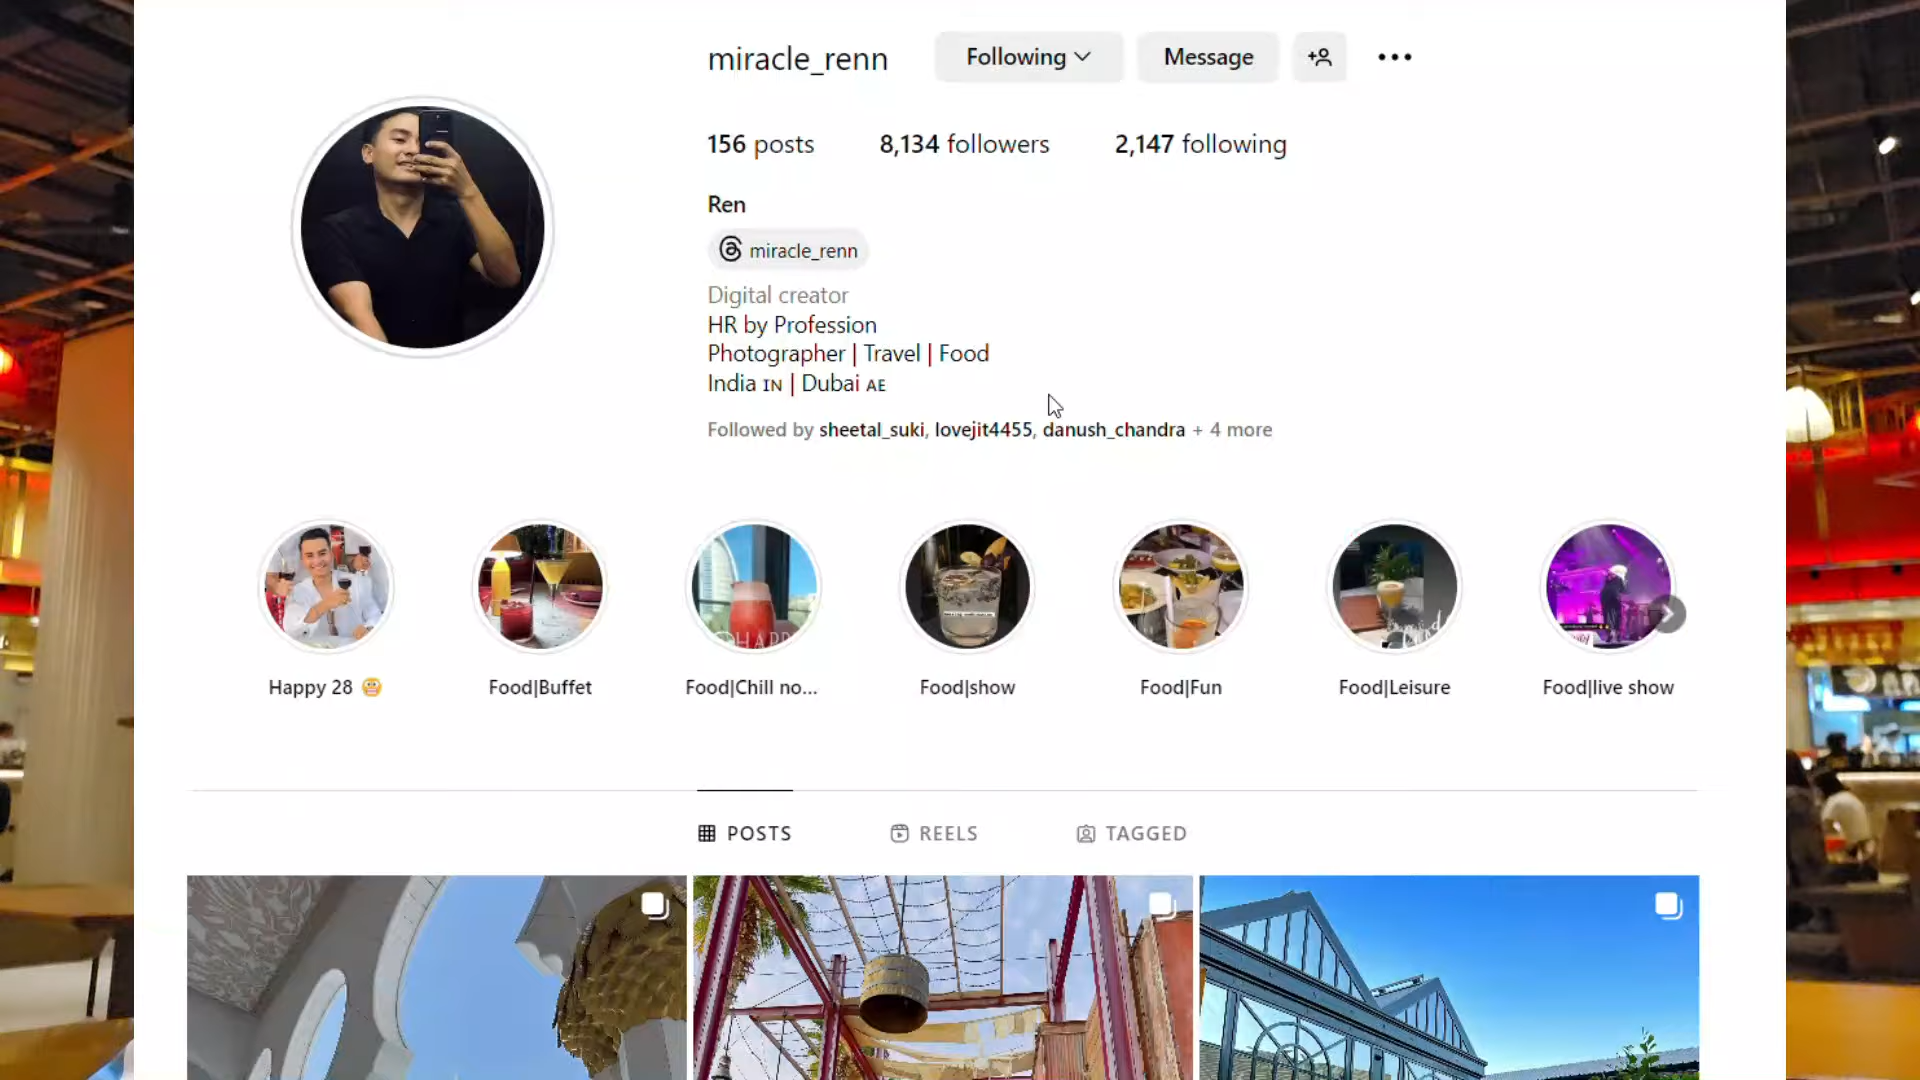 miracle_renn
Following
Message
156 posts
8,134 followers
2,147 following
Ren
miracle_renn
Digital creator
HR by Profession
Photographer | Travel | Food
India IN | Dubai AE
Followed by sheetal_suki, lovejit4455, danush_chandra + 4 more
HAPP
Happy 28 😬
Food|Buffet
Food|Chill no...
Food|show
Food|Fun
Food|Leisure
Food|live show
POSTS
REELS
TAGGED